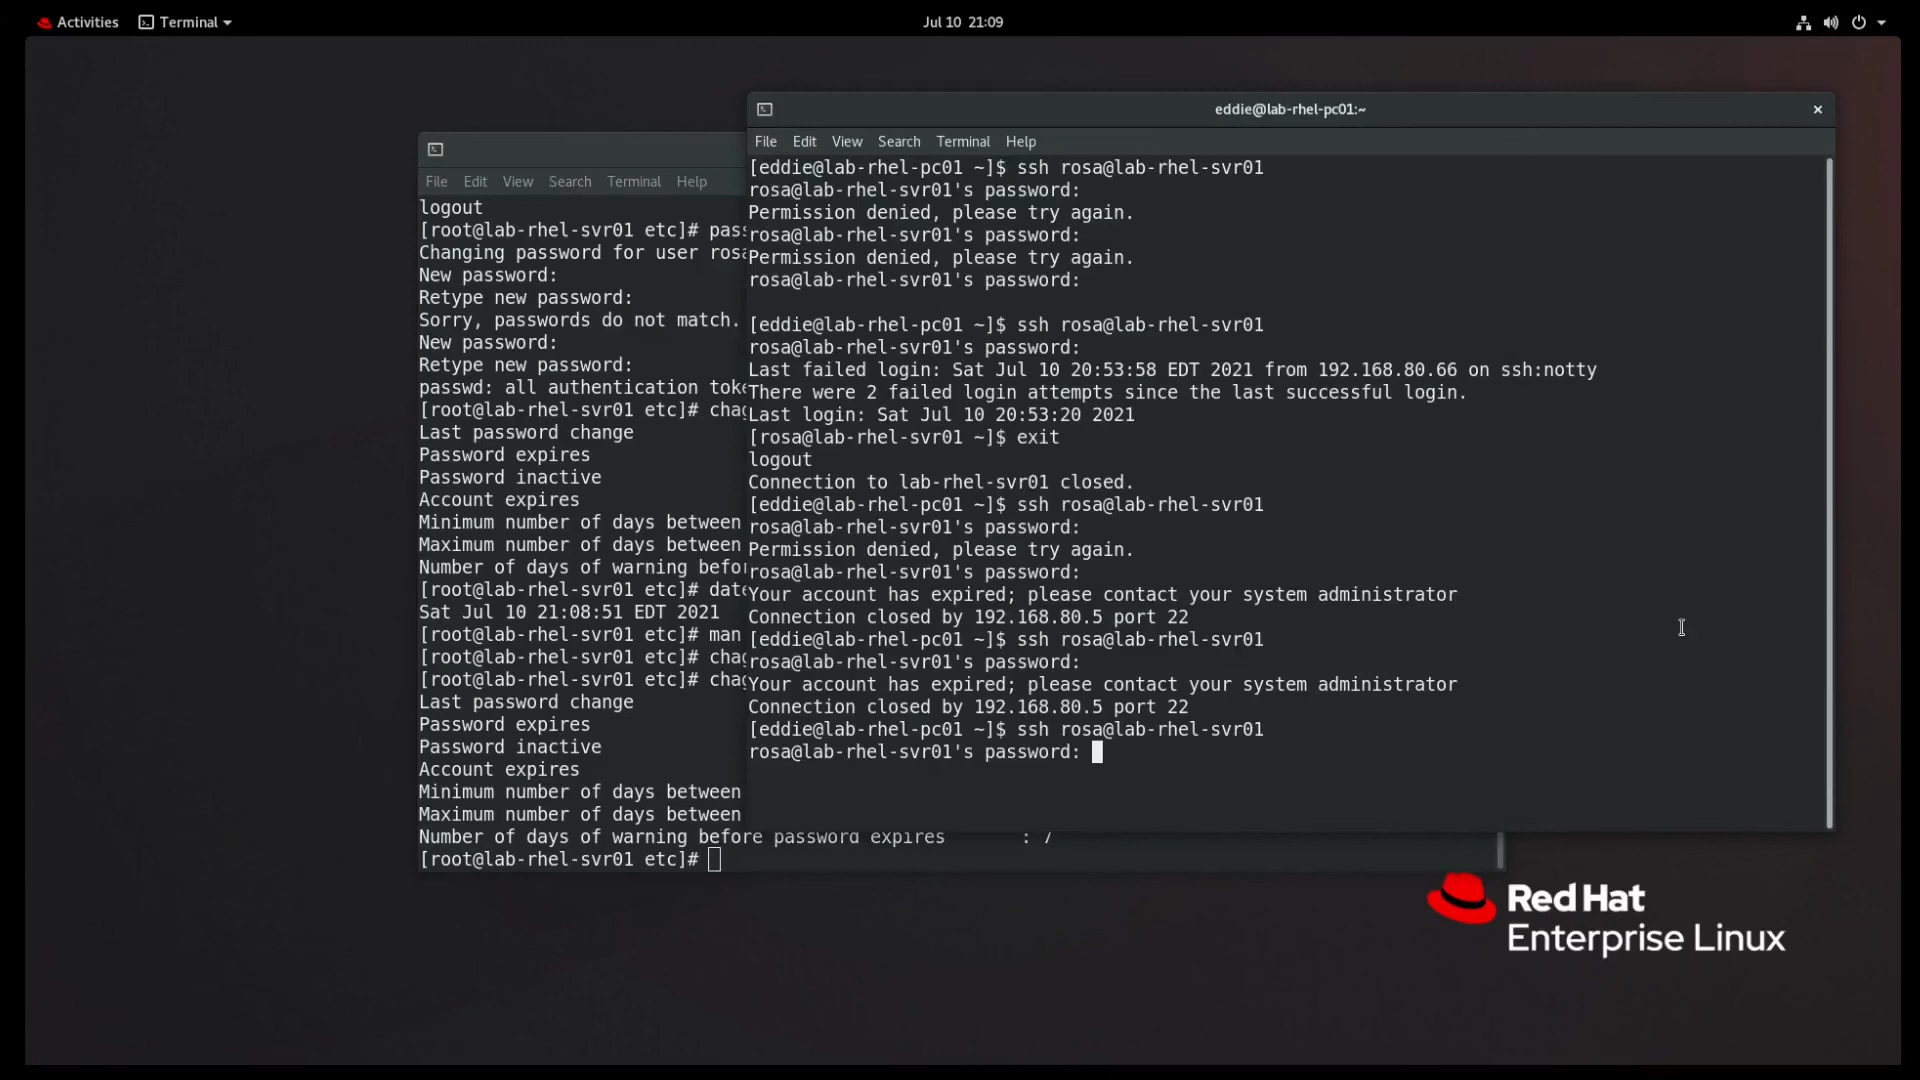 Activities
Terminal
Jul 10 21:09
File Edit View Search Terminal Help
logout
[root@lab-rhel-svr01 etc]#
Changing password for user
New password:
Retype new password:
Sorry, passwords do not match.
New password:
Retype new password:
passwd: all authentication
[root@lab-rhel-svr01 etc]#
Last password change
Password expires
Password inactive
Account expires
Minimum number of days between
Maximum number of days between
Number of days of warning
[root@lab-rhel-svr01 etc]#
Sat Jul 10 21:08:51 EDT 2021
[root@lab-rhel-svr01 etc]# man
[root@lab-rhel-svr01 etc]#
[root@lab-rhel-svr01 etc]#
Last password change
Password expires
Password inactive
Account expires
Minimum number of days between
Maximum number of days between
Number of days of warning before password expires : 7
[root@lab-rhel-svr01 etc]#
eddie@lab-rhel-pc01:~
File Edit View Search Terminal Help
[eddie@lab-rhel-pc01 ~]$ ssh rosa@lab-rhel-svr01
rosa@lab-rhel-svr01's password:
Permission denied, please try again.
rosa@lab-rhel-svr01's password:
Permission denied, please try again.
rosa@lab-rhel-svr01's password:
[eddie@lab-rhel-pc01 ~]$ ssh rosa@lab-rhel-svr01
rosa@lab-rhel-svr01's password:
Last failed login: Sat Jul 10 20:53:58 EDT 2021 from 192.168.80.66 on ssh:notty
There were 2 failed login attempts since the last successful login.
Last login: Sat Jul 10 20:53:20 2021
[rosa@lab-rhel-svr01 ~]$ exit
logout
Connection to lab-rhel-svr01 closed.
[eddie@lab-rhel-pc01 ~]$ ssh rosa@lab-rhel-svr01
rosa@lab-rhel-svr01's password:
Permission denied, please try again.
rosa@lab-rhel-svr01's password:
Your account has expired; please contact your system administrator
Connection closed by 192.168.80.5 port 22
[eddie@lab-rhel-pc01 ~]$ ssh rosa@lab-rhel-svr01
rosa@lab-rhel-svr01's password:
Your account has expired; please contact your system administrator
Connection closed by 192.168.80.5 port 22
[eddie@lab-rhel-pc01 ~]$ ssh rosa@lab-rhel-svr01
rosa@lab-rhel-svr01's password:
Red Hat
Enterprise Linux